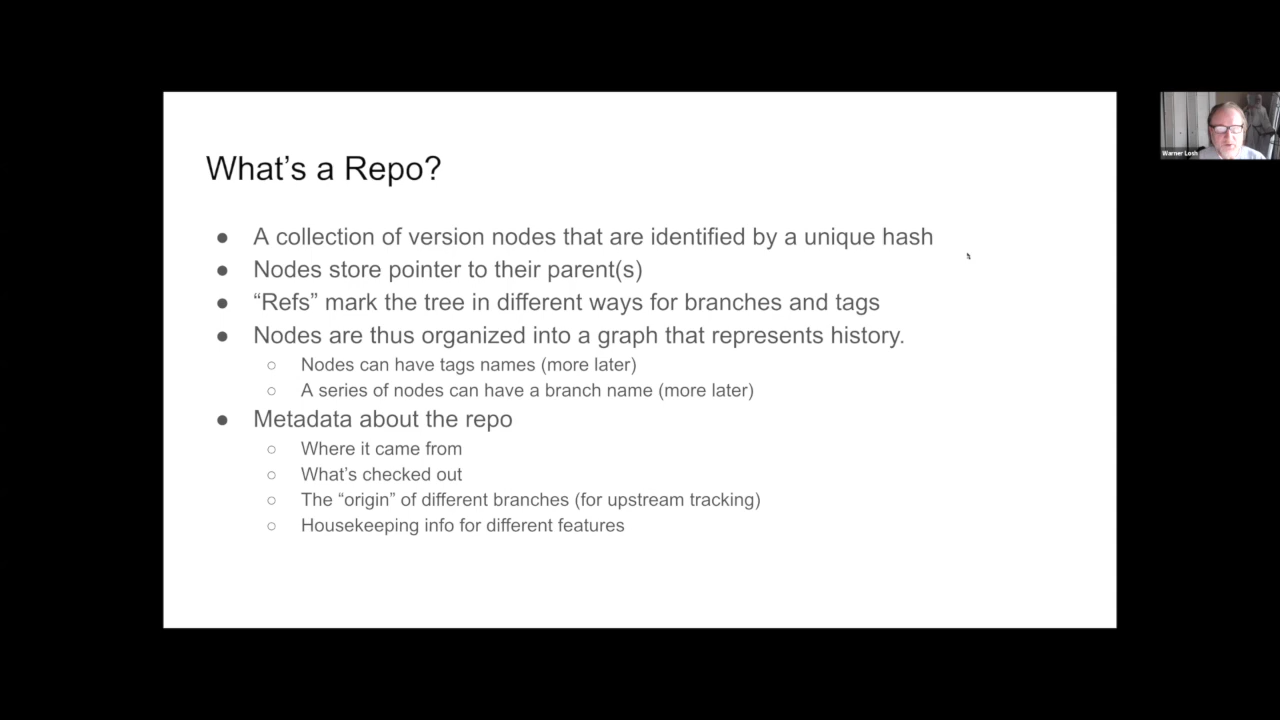 What's a Repo?
● A collection of version nodes that are identified by a unique hash
● Nodes store pointer to their parent(s)
● “Refs” mark the tree in different ways for branches and tags
● Nodes are thus organized into a graph that represents history.
○ Nodes can have tags names (more later)
○ A series of nodes can have a branch name (more later)
● Metadata about the repo
○ Where it came from
○ What's checked out
○ The “origin” of different branches (for upstream tracking)
○ Housekeeping info for different features
Warner Losh